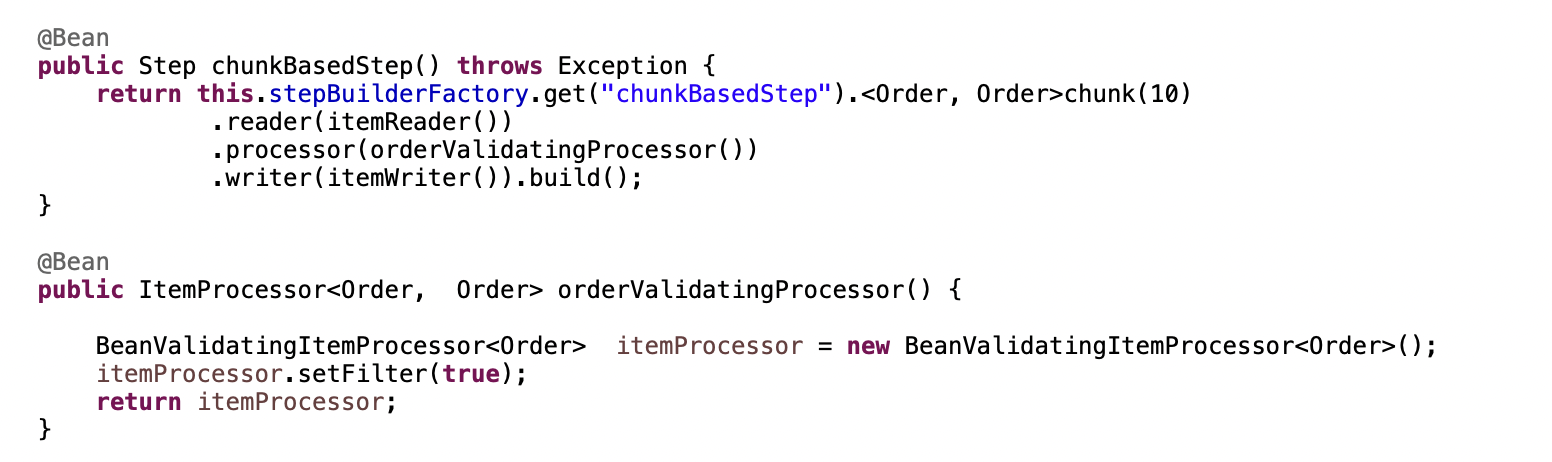 @Bean
public Step chunkBasedStep() throws Exception {
    return this.stepBuilderFactory.get("chunkBasedStep").<Order, Order>chunk(10)
            .reader(itemReader())
            .processor(orderValidatingProcessor())
            .writer(itemWriter()).build();
}

@Bean
public ItemProcessor<Order,  Order> orderValidatingProcessor() {

    BeanValidatingItemProcessor<Order>  itemProcessor = new BeanValidatingItemProcessor<Order>();
    itemProcessor.setFilter(true);
    return itemProcessor;
}